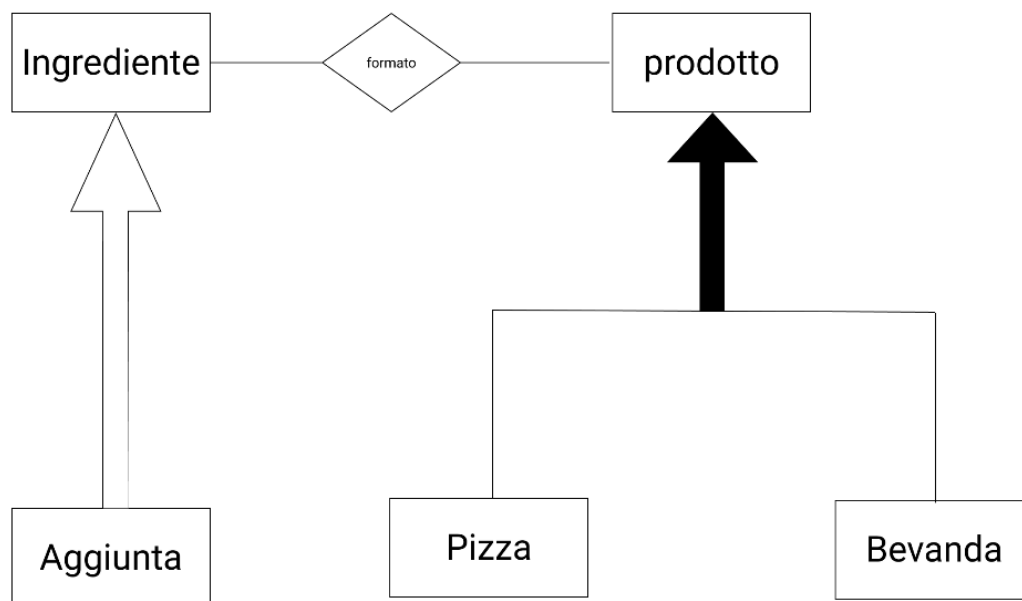 Ingrediente
formato
prodotto
Aggiunta
Pizza
Bevanda